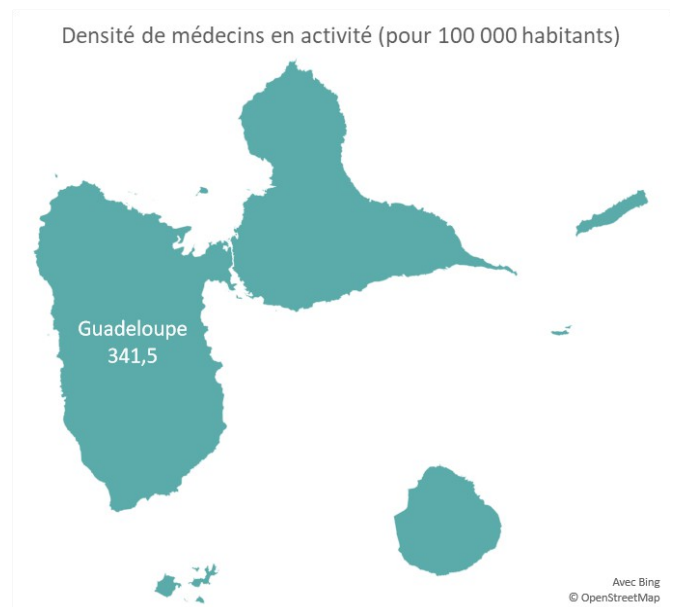 Densité de médecins en activité (pour 100 000 habitants)
Guadeloupe
341,5
Avec Bing
© OpenStreetMap